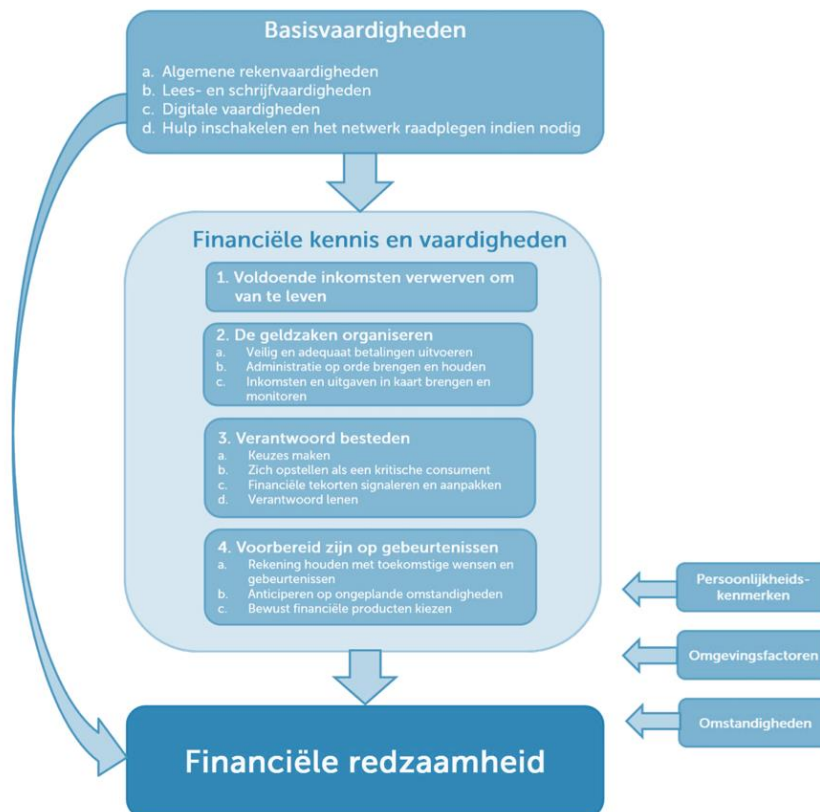 Basisvaardigheden
a. Algemene rekenvaardigheden
b. Lees- en schrijfvaardigheden
c. Digitale vaardigheden
d. Hulp inschakelen en het netwerk raadplegen indien nodig
Financiële kennis en vaardigheden
1. Voldoende inkomsten verwerven om
van te leven
2. De geldzaken organiseren
a. Veilig en adequaat betalingen uitvoeren
b. Administratie op orde brengen en houden
c. Inkomsten en uitgaven in kaart brengen en
monitoren
3. Verantwoord besteden
a. Keuzes maken
b. Zich opstellen als een kritische consument
c. Financiële tekorten signaleren en aanpakken
d. Verantwoord lenen
4. Voorbereid zijn op gebeurtenissen
a. Rekening houden met toekomstige wensen en
gebeurtenissen
b. Anticiperen op ongeplande omstandigheden
c. Bewust financiële producten kiezen
Persoonlijkheids-
kenmerken
Omgevingsfactoren
Omstandigheden
Financiële redzaamheid